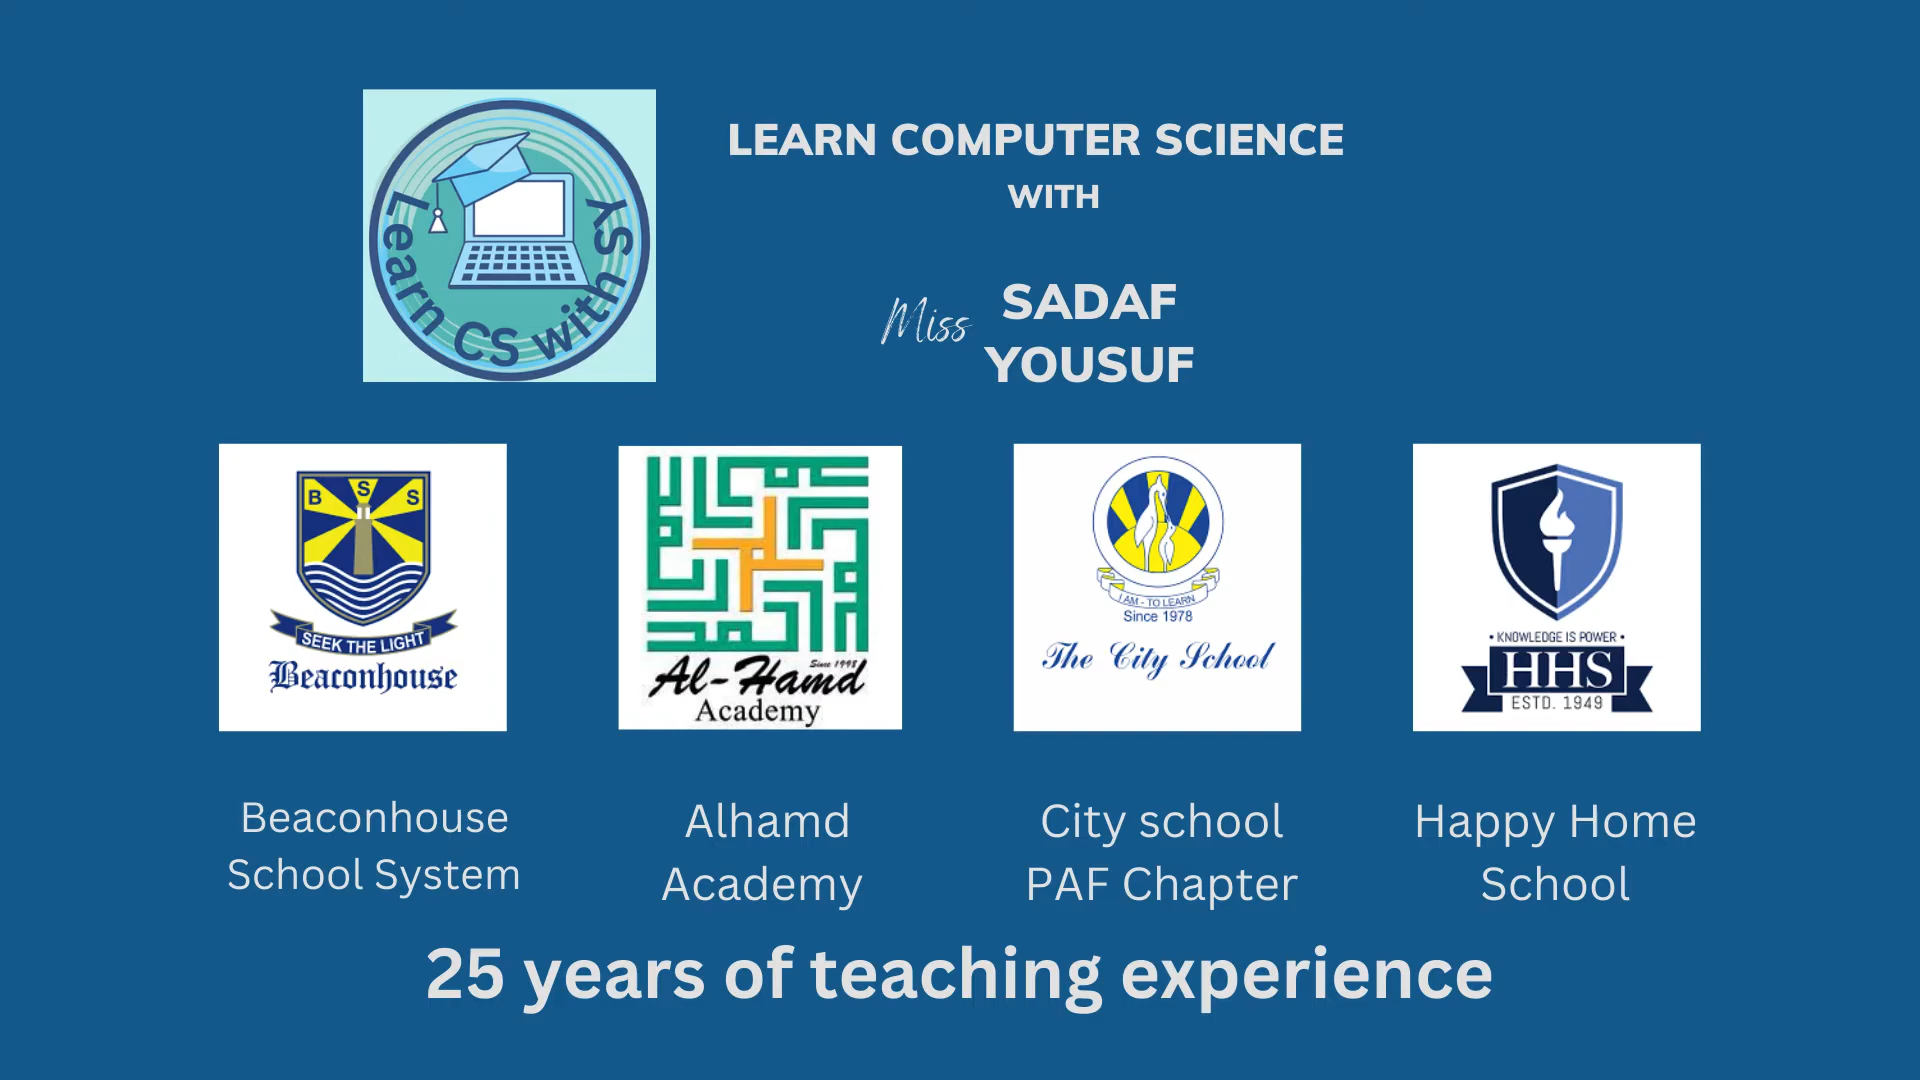 Learn CS with SY
LEARN COMPUTER SCIENCE
WITH
Miss SADAF
YOUSUF
B S S
SEEK THE LIGHT
Beaconhouse
Since 1998
Al-Hamd
Academy
I AM - TO LEARN
Since 1978
The City School
• KNOWLEDGE IS POWER •
HHS
ESTD. 1949
Beaconhouse
School System
Alhamd
Academy
City school
PAF Chapter
Happy Home
School
25 years of teaching experience